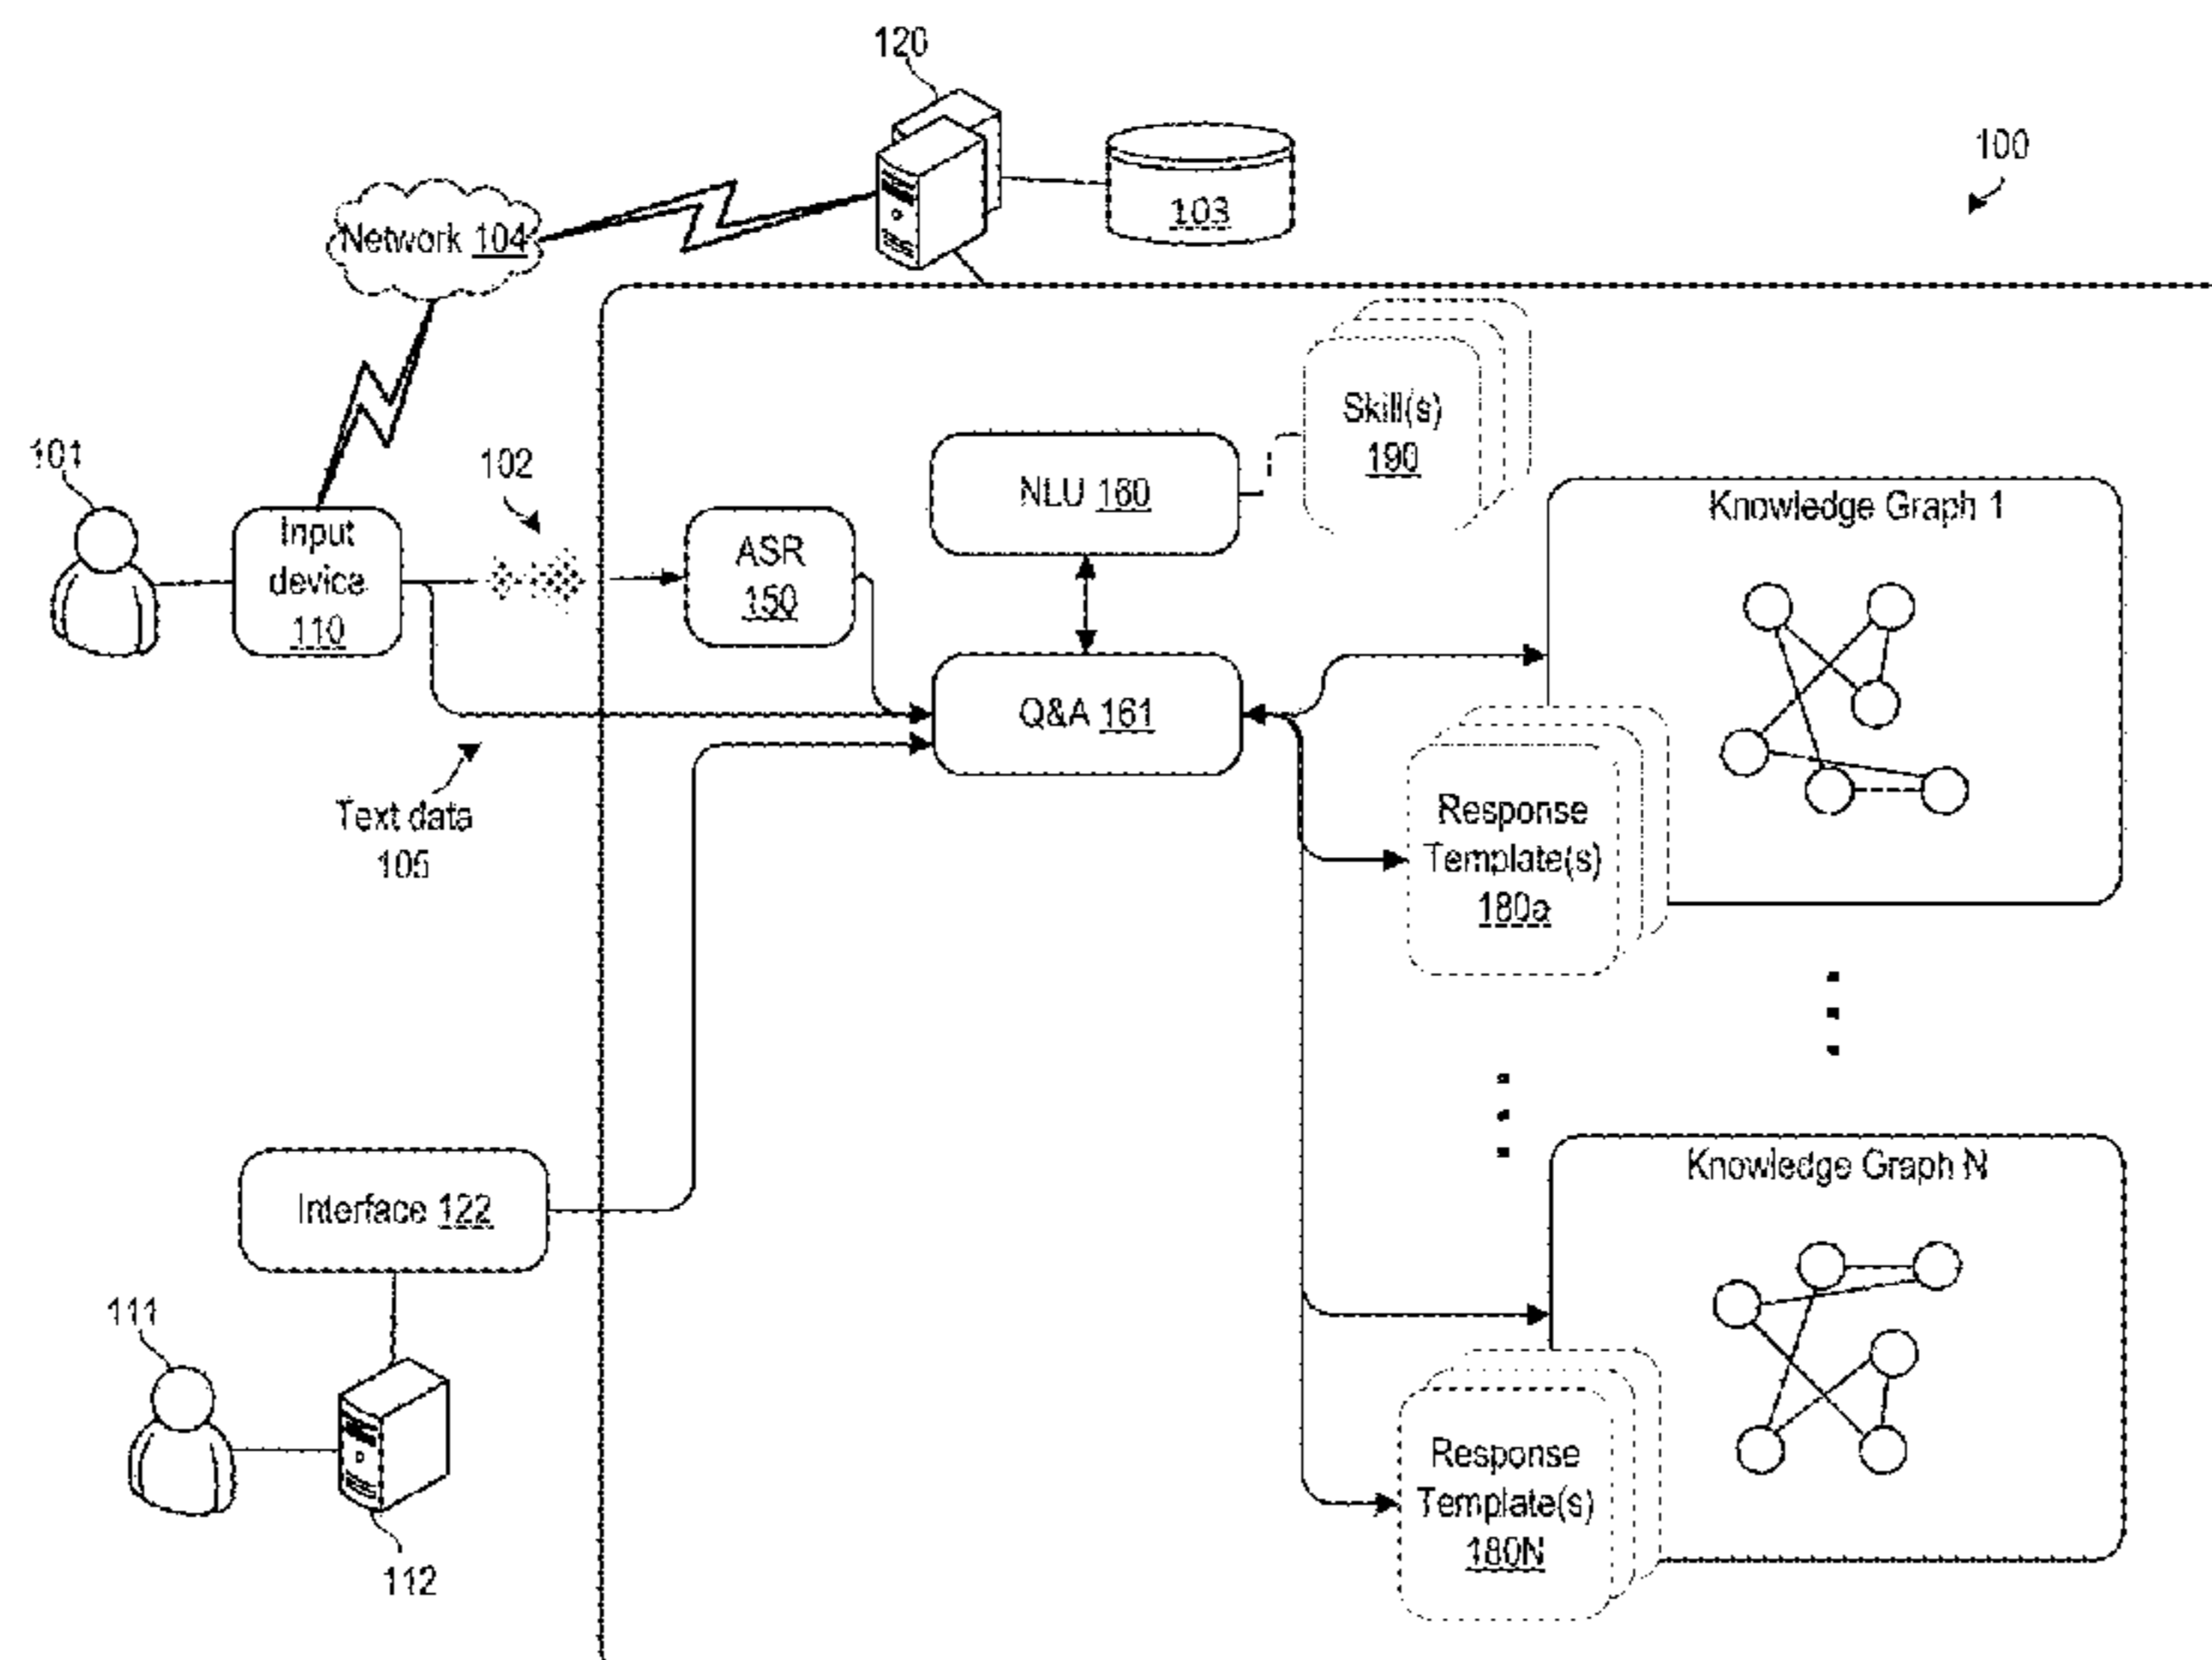 120
100
103
Network 104
Skill(s)
190
101
102
NLU 160
Knowledge Graph 1
Input
device
110
ASR
150
Q&A 161
Text data
105
Response
Template(s)
180a
Knowledge Graph N
Interface 122
111
Response
Template(s)
180N
112